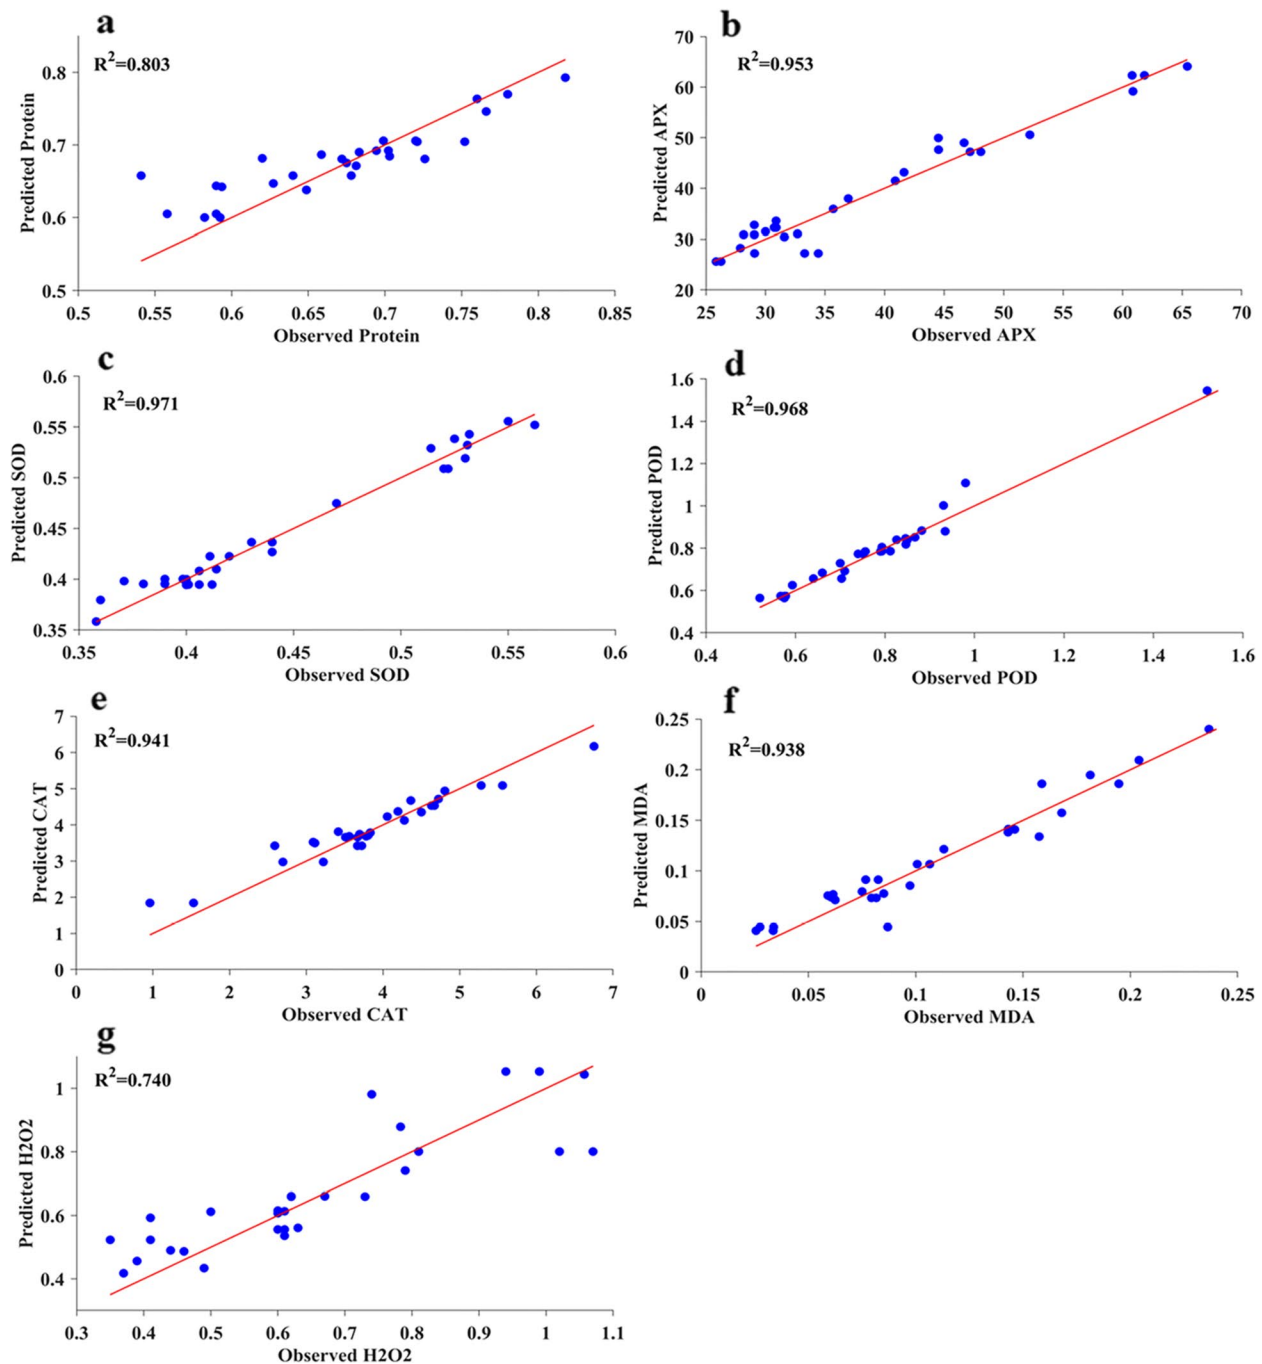 a
R2=0.803
Predicted Protein
0.8
0.7
0.6
0.5
0.5 0.55 0.6 0.65 0.7 0.75 0.8 0.85
Observed Protein
b
R2=0.953
Predicted APX
70
60
50
40
30
20
25 30 35 40 45 50 55 60 65 70
Observed APX
c
R2=0.971
Predicted SOD
0.6
0.55
0.5
0.45
0.4
0.35
0.35 0.4 0.45 0.5 0.55 0.6
Observed SOD
d
R2=0.968
Predicted POD
1.6
1.4
1.2
1
0.8
0.6
0.4
0.4 0.6 0.8 1 1.2 1.4 1.6
Observed POD
e
R2=0.941
Predicted CAT
7
6
5
4
3
2
1
0
0 1 2 3 4 5 6 7
Observed CAT
f
R2=0.938
Predicted MDA
0.25
0.2
0.15
0.1
0.05
0
0 0.05 0.1 0.15 0.2 0.25
Observed MDA
g
R2=0.740
Predicted H2O2
1
0.8
0.6
0.4
0.3 0.4 0.5 0.6 0.7 0.8 0.9 1 1.1
Observed H2O2